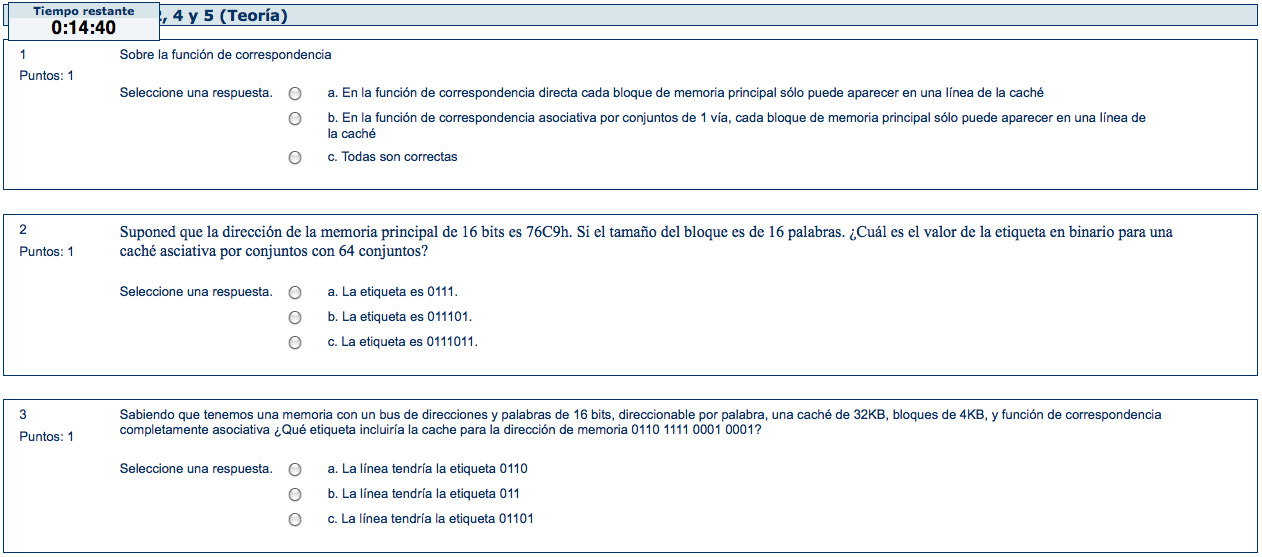 Tiempo restante
0:14:40
, 4 y 5 (Teoría)
1
Puntos: 1
Sobre la función de correspondencia
Seleccione una respuesta.
a. En la función de correspondencia directa cada bloque de memoria principal sólo puede aparecer en una línea de la caché
b. En la función de correspondencia asociativa por conjuntos de 1 vía, cada bloque de memoria principal sólo puede aparecer en una línea de
la caché
c. Todas son correctas
2
Puntos: 1
Suponed que la dirección de la memoria principal de 16 bits es 76C9h. Si el tamaño del bloque es de 16 palabras. ¿Cuál es el valor de la etiqueta en binario para una
caché asciativa por conjuntos con 64 conjuntos?
Seleccione una respuesta.
a. La etiqueta es 0111.
b. La etiqueta es 011101.
c. La etiqueta es 0111011.
3
Puntos: 1
Sabiendo que tenemos una memoria con un bus de direcciones y palabras de 16 bits, direccionable por palabra, una caché de 32KB, bloques de 4KB, y función de correspondencia
completamente asociativa ¿Qué etiqueta incluiría la cache para la dirección de memoria 0110 1111 0001 0001?
Seleccione una respuesta.
a. La línea tendría la etiqueta 0110
b. La línea tendría la etiqueta 011
c. La línea tendría la etiqueta 01101